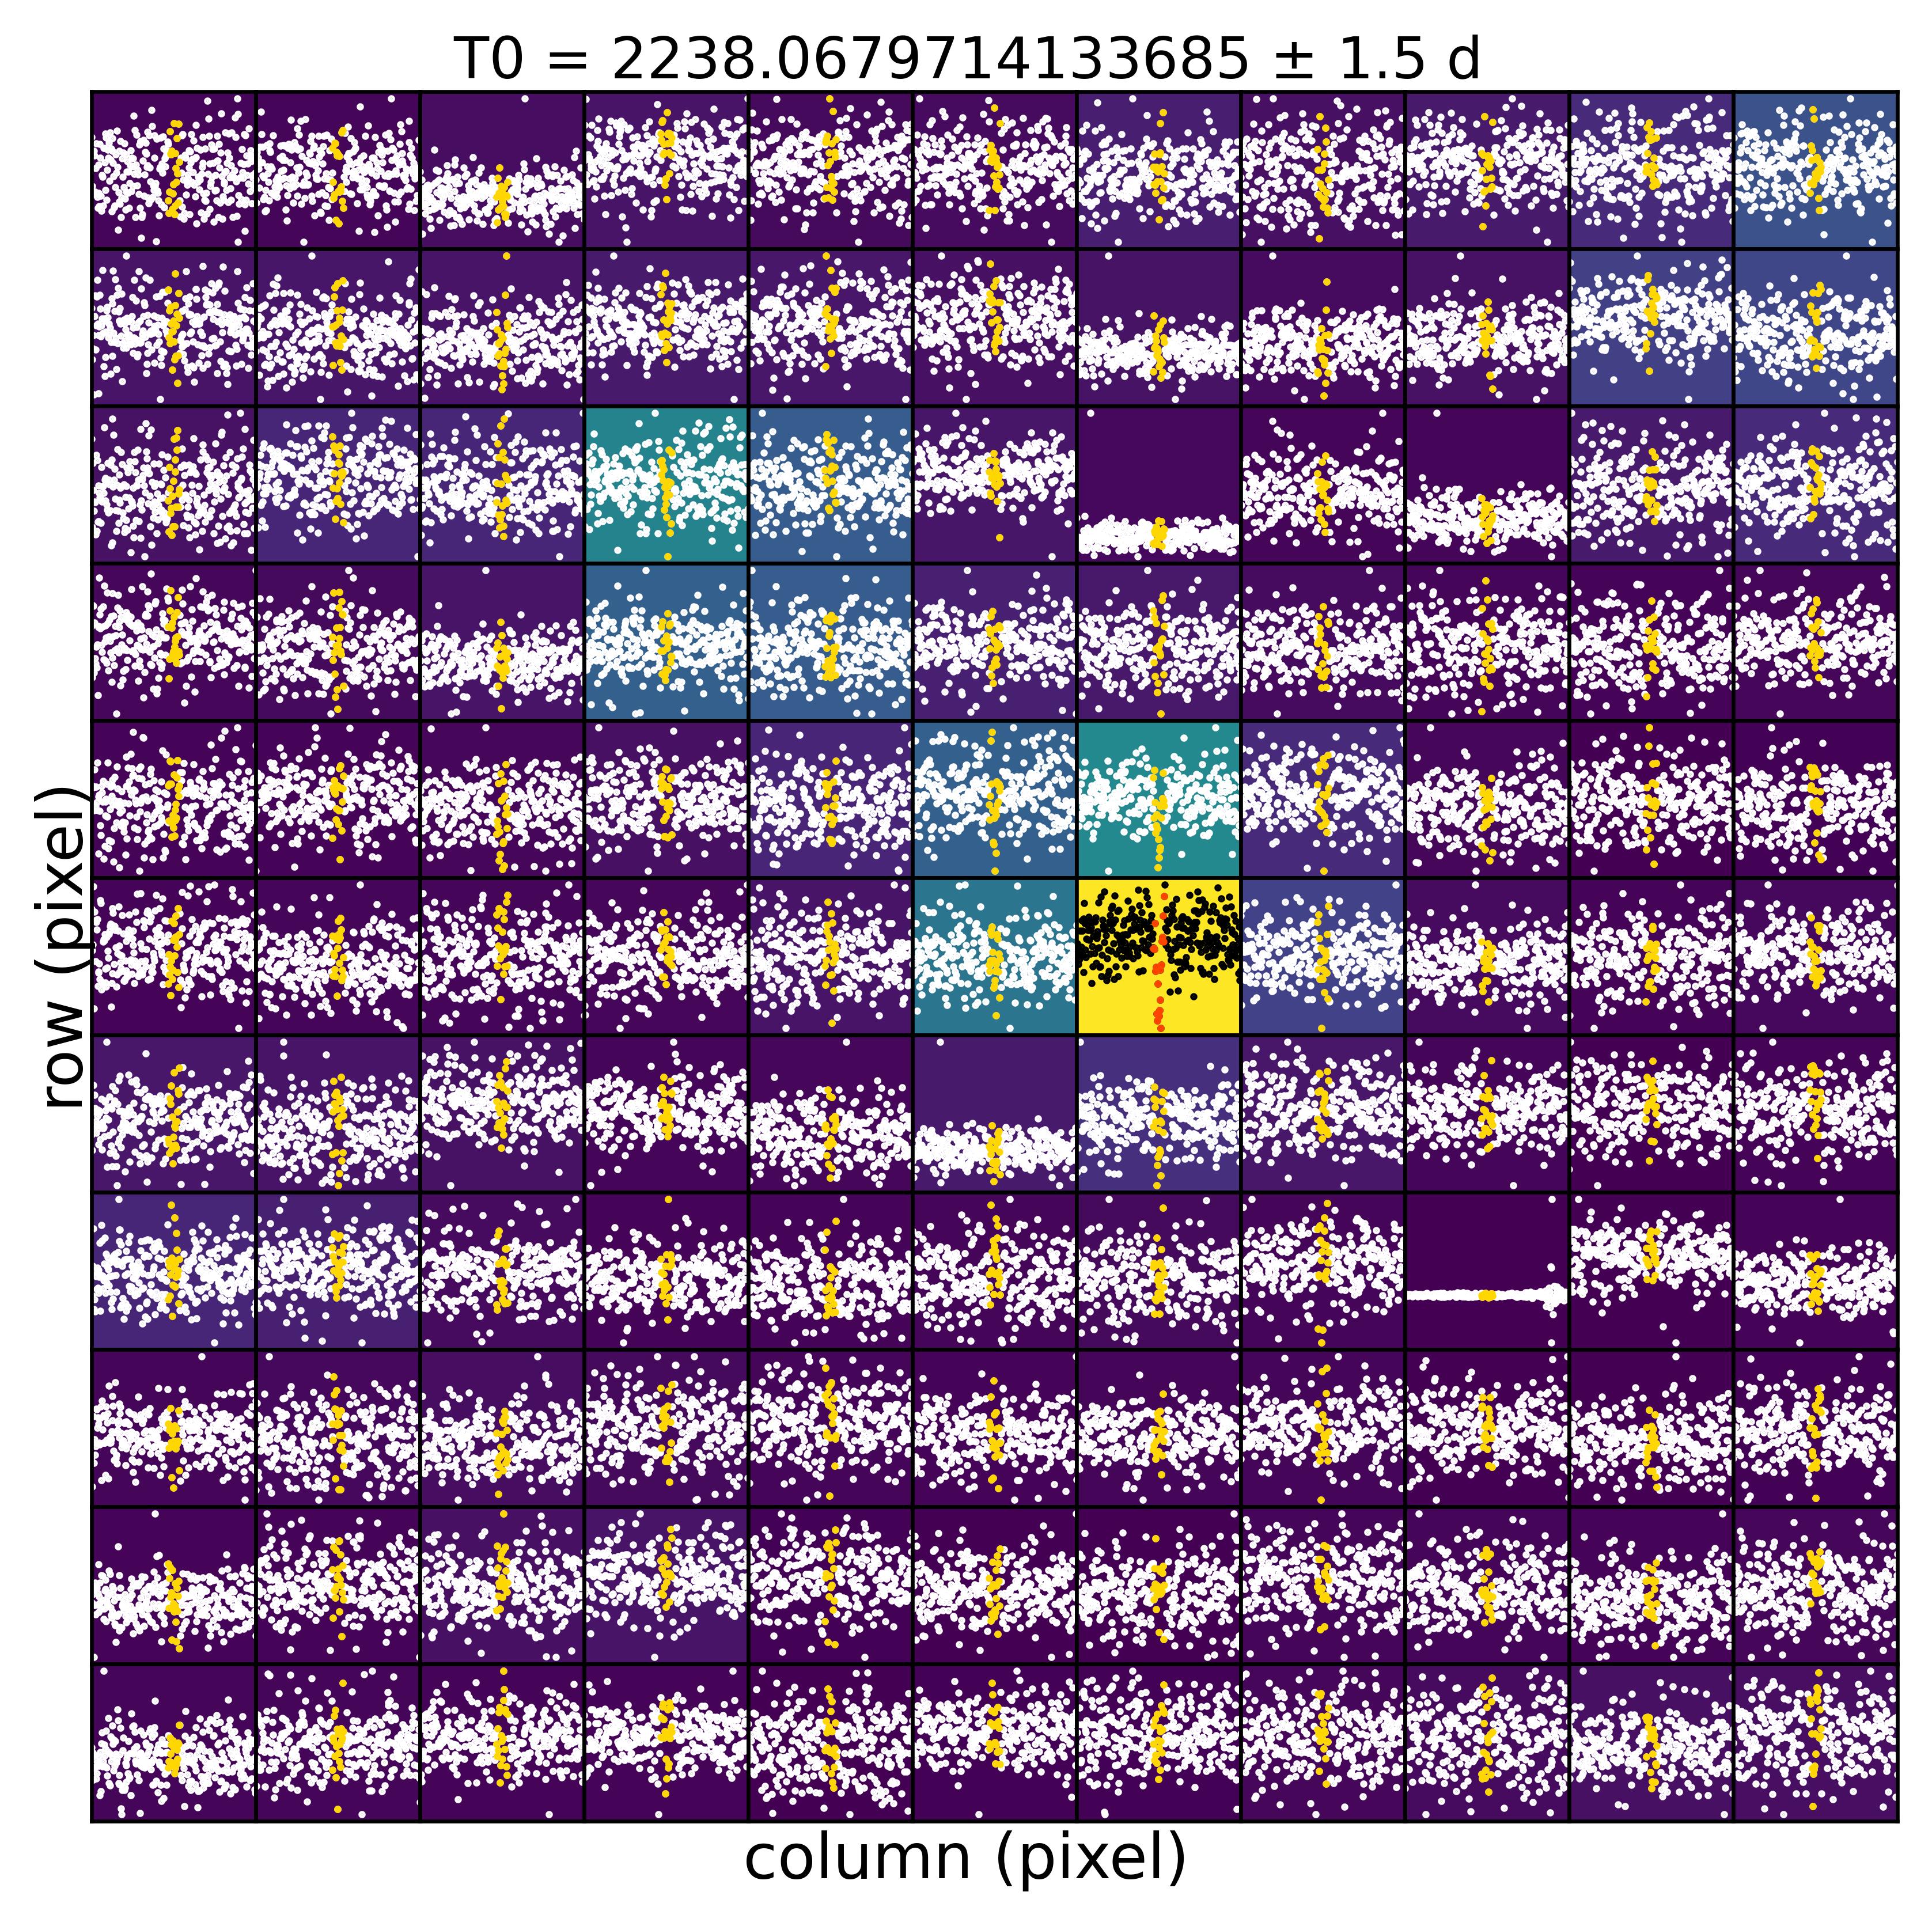 T0 = 2238.0679714133685 ± 1.5 d
row (pixel)
column (pixel)